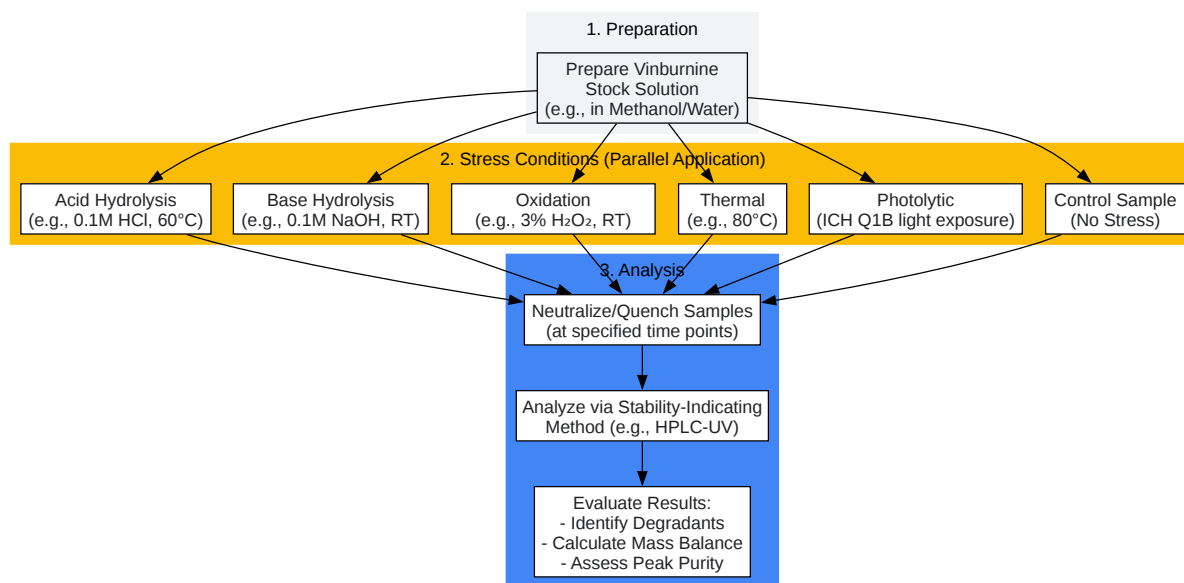 1. Preparation
Prepare Vinburnine
Stock Solution
(e.g., in Methanol/Water)
2. Stress Conditions (Parallel Application)
Acid Hydrolysis
(e.g., 0.1M HCl, 60°C)
Base Hydrolysis
(e.g., 0.1M NaOH, RT)
Oxidation
(e.g., 3% H₂O₂, RT)
Thermal
(e.g., 80°C)
Photolytic
(ICH Q1B light exposure)
Control Sample
(No Stress)
3. Analysis
Neutralize/Quench Samples
(at specified time points)
Analyze via Stability-Indicating
Method (e.g., HPLC-UV)
Evaluate Results:
- Identify Degradants
- Calculate Mass Balance
- Assess Peak Purity